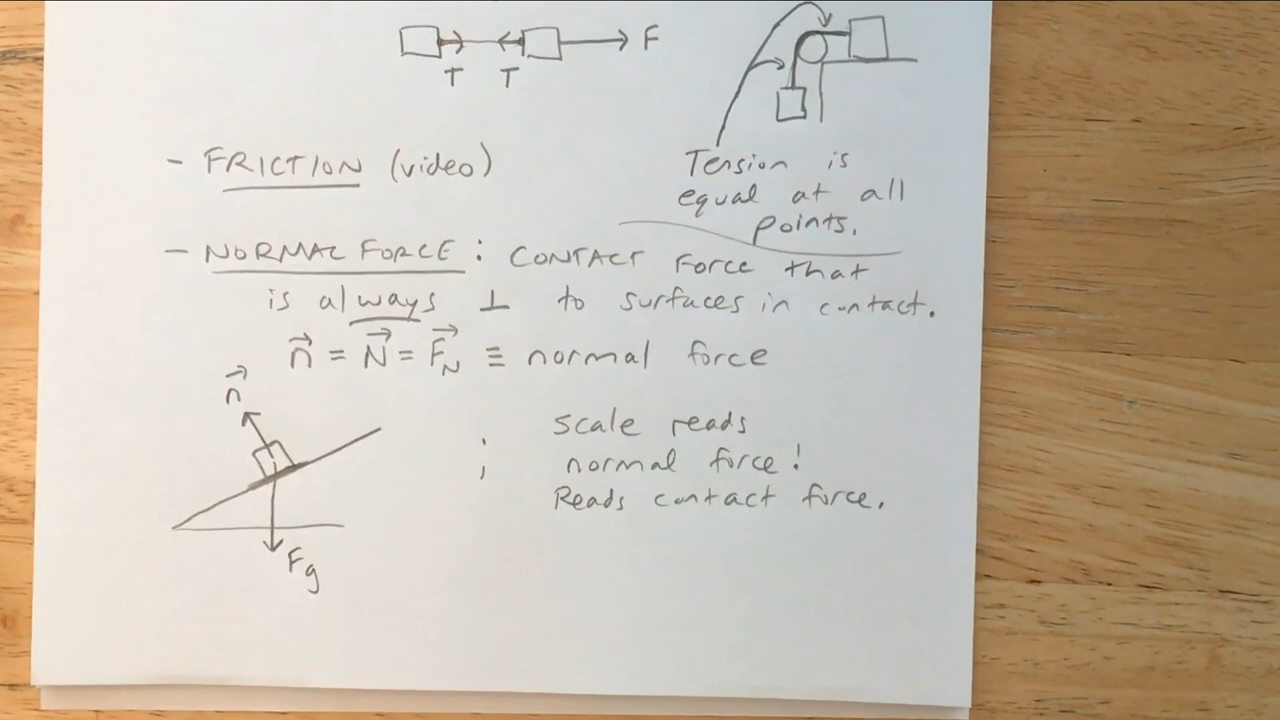 F
T T
- FRICTION (video)
Tension is
equal at all
points.
- NORMAL FORCE : CONTACT Force that
is always ⊥ to surfaces in contact.
n⃗ = N⃗ = F⃗_N ≡ normal force
n⃗
scale reads
; normal force!
Reads contact force.
Fg